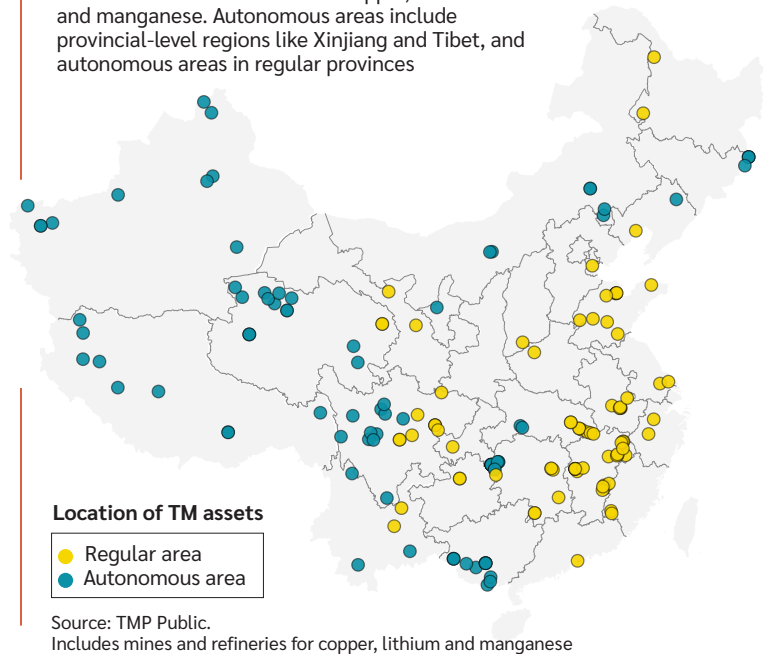 and manganese. Autonomous areas include
provincial-level regions like Xinjiang and Tibet, and
autonomous areas in regular provinces
Location of TM assets
Regular area
Autonomous area
Source: TMP Public.
Includes mines and refineries for copper, lithium and manganese